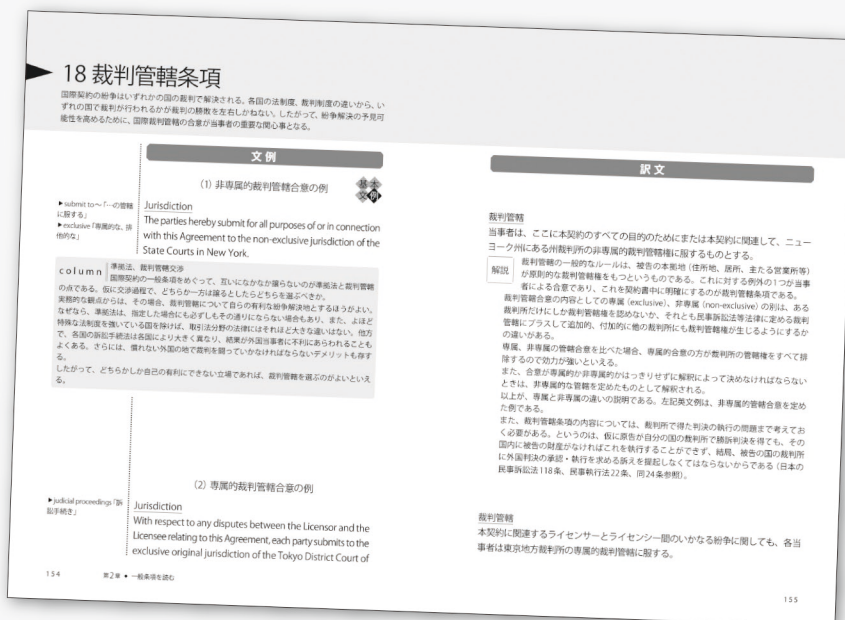 18 裁判管轄条項
国際契約の紛争はいずれかの国の裁判で解決される、各国の法制度、裁判制度の違いから、い
ずれの国で裁判が行われるかが裁判の勝敗を左右しかねない。したがって、紛争解決の予見可
能性を高めるために、国際裁判管轄の合意が当事者の重要な関心事となる。
文例
(1) 非専属的裁判管轄合意の例
基本
文例
▶submit to～「…の管轄
に服する」
▶exclusive「専属的な、排
他的な」
Jurisdiction
The parties hereby submit for all purposes of or in connection
with this Agreement to the non-exclusive jurisdiction of the
State Courts in New York.
column 準拠法、裁判管轄交渉
国際契約の一般条項をめぐって、互いになかなか譲らないのが準拠法と裁判管轄
の点である。仮に交渉過程で、どちらか一方は譲るとしたらどちらを選ぶべきか。
実務的な観点からは、その場合、裁判管轄について自らの有利な紛争解決地とするほうがよい。
なぜなら、準拠法は、指定した場合にも必ずしもその通りにならない場合もあり、また、よほど
特殊な法制度を強いている国を除けば、取引法分野の法律にはそれほど大きな違いはない。他方
で、各国の訴訟手続法は各国により大きく異なり、結果が外国当事者に不利にあらわれることも
よくある。さらには、慣れない外国の地で裁判を闘っていかなければならないデメリットも存す
る。
したがって、どちらかしか自己の有利にできない立場であれば、裁判管轄を選ぶのがよいといえ
る。
(2) 専属的裁判管轄合意の例
▶judicial proceedings「訴
訟手続き」
Jurisdiction
With respect to any disputes between the Licensor and the
Licensee relating to this Agreement, each party submits to the
exclusive original jurisdiction of the Tokyo District Court of
154 第2章 ● 一般条項を読む
訳文
裁判管轄
当事者は、ここに本契約のすべての目的のためにまたは本契約に関連して、ニュー
ヨーク州にある州裁判所の非専属的裁判管轄権に服するものとする。
解説 裁判管轄の一般的なルールは、被告の本拠地（住所地、居所、主たる営業所等）
が原則的な裁判管轄権をもつというものである。これに対する例外の1つが当事
者による合意であり、これを契約書中に明確にするのが裁判管轄条項である。
裁判管轄合意の内容としての専属 (exclusive)、非専属 (non-exclusive) の別は、ある
裁判所だけにしか裁判管轄を認めないか、それとも民事訴訟法等法律に定める裁判
管轄にプラスして追加的、付加的に他の裁判所にも裁判管轄権が生じるようにするか
の違いがある。
専属、非専属の管轄合意を比べた場合、専属的合意の方が裁判所の管轄権をすべて排
除するので効力が強いといえる。
また、合意が専属的か非専属的かはっきりせずに解釈によって決めなければならない
ときは、非専属的な管轄を定めたものとして解釈される。
以上が、専属と非専属の違いの説明である。左記英文例は、非専属的管轄合意を定め
た例である。
また、裁判管轄条項の内容については、裁判所で得た判決の執行の問題まで考えてお
く必要がある。というのは、仮に原告が自分の国の裁判所で勝訴判決を得ても、その
国内に被告の財産がなければこれを執行することができず、結局、被告の国の裁判所
に外国判決の承認・執行を求める訴えを提起しなくてはならないからである（日本の
民事訴訟法118条、民事執行法22条、同24条参照）。
裁判管轄
本契約に関連するライセンサーとライセンシー間のいかなる紛争に関しても、各当
事者は東京地方裁判所の専属的裁判管轄に服する。
155